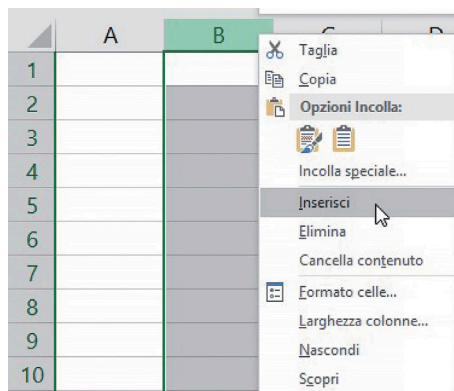 A B C D
1
2
3
4
5
6
7
8
9
10
Taglia
Copia
Opzioni Incolla:
Incolla speciale...
Inserisci
Elimina
Cancella contenuto
Formato celle...
Larghezza colonne...
Nascondi
Scopri